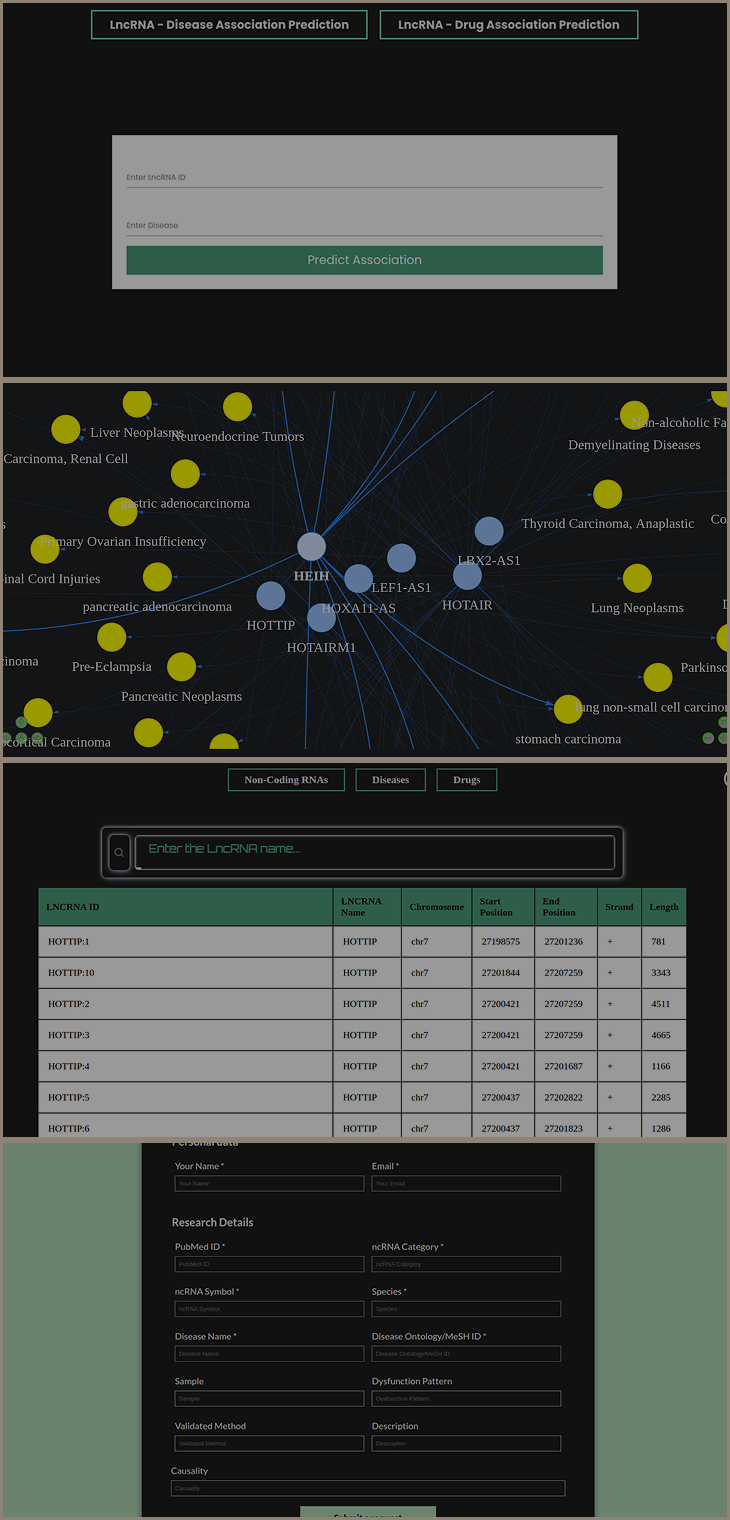 LncRNA - Disease Association Prediction
LncRNA - Drug Association Prediction
Enter LncRNA ID
Enter Disease
Predict Association
Liver Neoplasms
Neuroendocrine Tumors
Non-alcoholic Fa
Carcinoma, Renal Cell
Demyelinating Diseases
gastric adenocarcinoma
Thyroid Carcinoma, Anaplastic
Co
Primary Ovarian Insufficiency
LBX2-AS1
inal Cord Injuries
HEIH
LEF1-AS1
pancreatic adenocarcinoma
HOXA11-AS
HOTAIR
Lung Neoplasms
HOTTIP
HOTAIRM1
cinoma
Pre-Eclampsia
Parkinso
Pancreatic Neoplasms
lung non-small cell carcinor
ocortical Carcinoma
stomach carcinoma
Non-Coding RNAs
Diseases
Drugs
Enter the LncRNA name...
LNCRNA ID LNCRNA Name Chromosome Start Position End Position Strand Length
HOTTIP:1 HOTTIP chr7 27198575 27201236 + 781
HOTTIP:10 HOTTIP chr7 27201844 27207259 + 3343
HOTTIP:2 HOTTIP chr7 27200421 27207259 + 4511
HOTTIP:3 HOTTIP chr7 27200421 27207259 + 4665
HOTTIP:4 HOTTIP chr7 27200421 27201687 + 1166
HOTTIP:5 HOTTIP chr7 27200437 27202822 + 2285
HOTTIP:6 HOTTIP chr7 27200437 27201823 + 1286
Personal data
Your Name * Email *
Your Name Your Email
Research Details
PubMed ID * ncRNA Category *
PubMed ID ncRNA Category
ncRNA Symbol * Species *
ncRNA Symbol Species
Disease Name * Disease Ontology/MeSH ID *
Disease Name Disease Ontology/MeSH ID
Sample Dysfunction Pattern
Sample Dysfunction Pattern
Validated Method Description
Validated Method Description
Causality
Causality
Submit a request